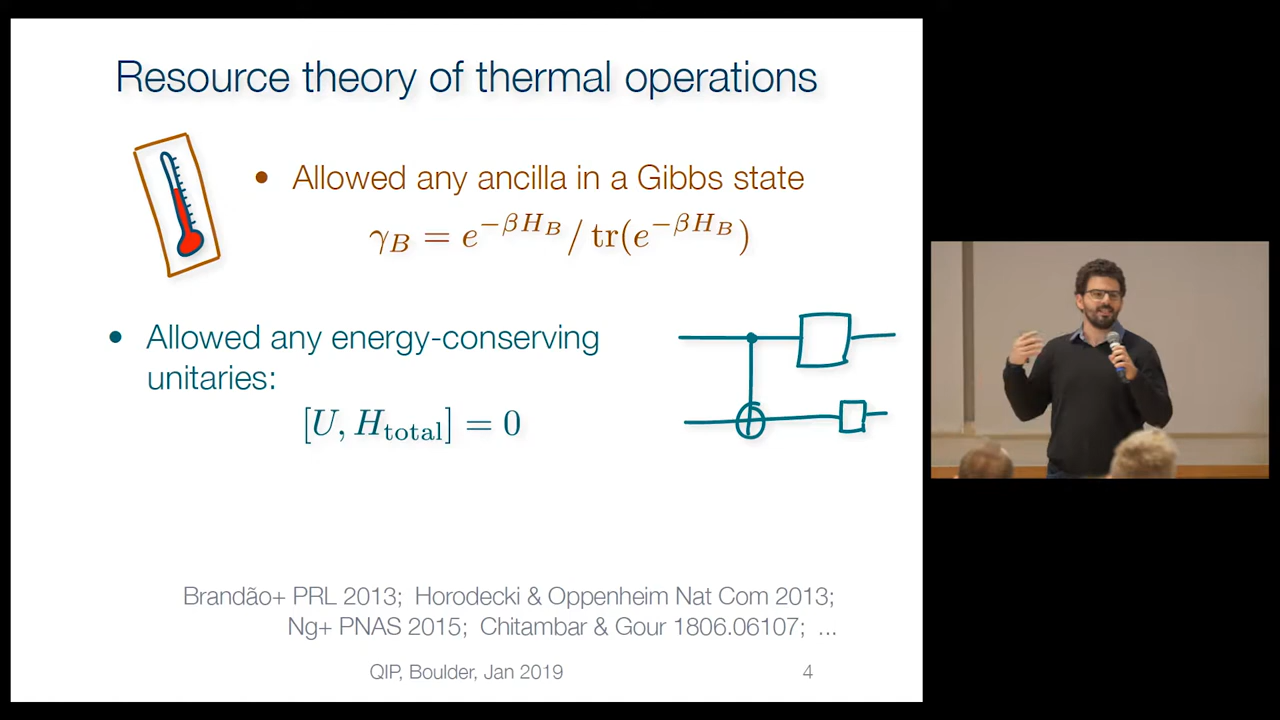 Resource theory of thermal operations
• Allowed any ancilla in a Gibbs state
γ_B = e^{−βH_B} / tr(e^{−βH_B})
• Allowed any energy-conserving
unitaries:
[U, H_total] = 0
Brandão+ PRL 2013; Horodecki & Oppenheim Nat Com 2013;
Ng+ PNAS 2015; Chitambar & Gour 1806.06107; ...
QIP, Boulder, Jan 2019
4